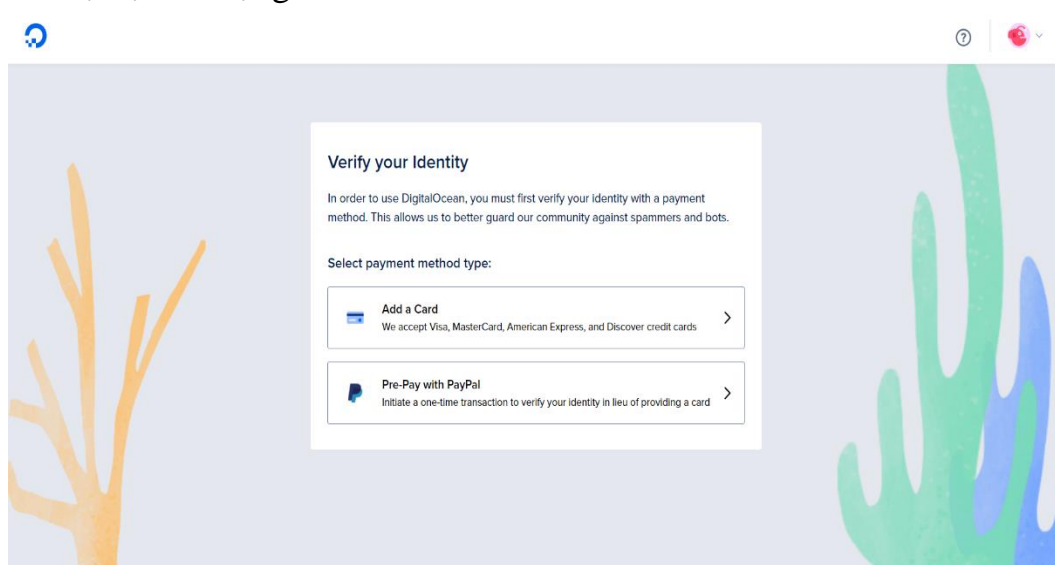 Verify your Identity
In order to use DigitalOcean, you must first verify your identity with a payment
method. This allows us to better guard our community against spammers and bots.
Select payment method type:
Add a Card
We accept Visa, MasterCard, American Express, and Discover credit cards
Pre-Pay with PayPal
Initiate a one-time transaction to verify your identity in lieu of providing a card